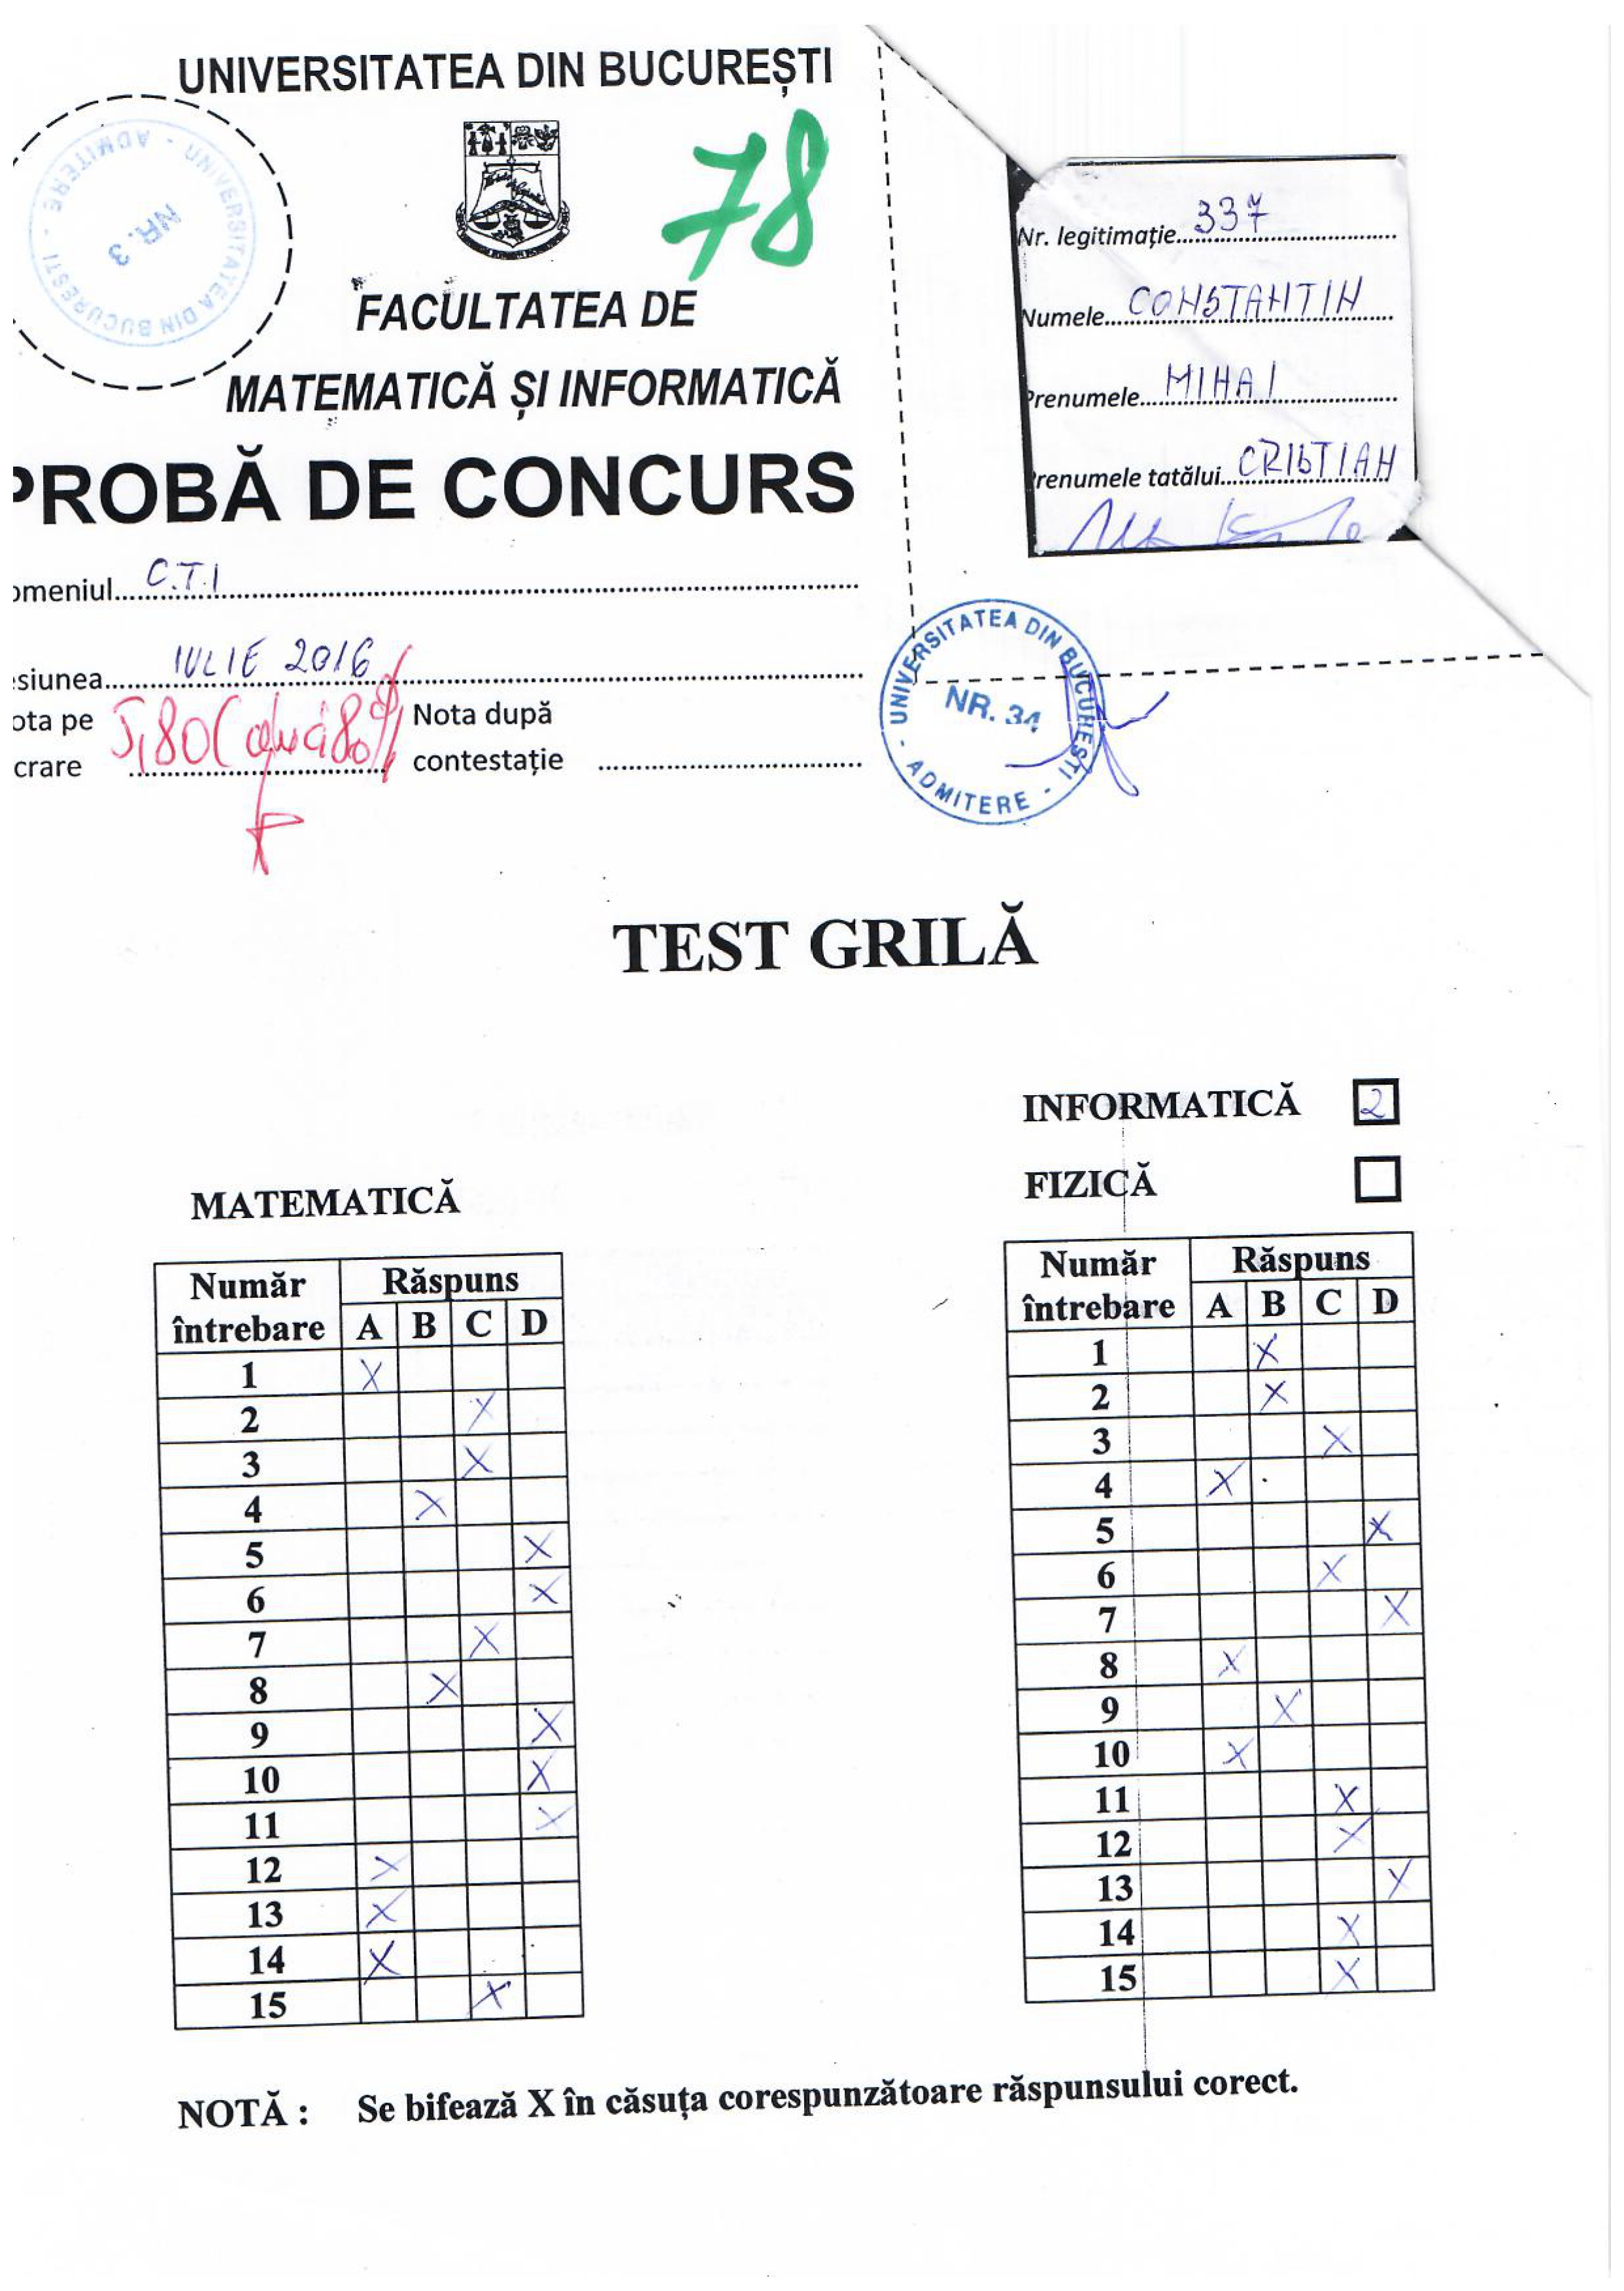 UNIVERSITATEA DIN BUCUREȘTI
UNIVERSITATEA DIN BUCUREȘTI - ADMITERE -
NR. 3
78
FACULTATEA DE
MATEMATICĂ ȘI INFORMATICĂ
PROBĂ DE CONCURS
omeniul C.T.I
esiunea IULIE 2016
ota pe
crare 5,80 (
80
Nota după
contestație
Nr. legitimație 337
Numele CONSTANTIN
Prenumele MIHAI
Prenumele tatălui CRISTIAN
UNIVERSITATEA DIN BUCUREȘTI - ADMITERE -
NR. 34
TEST GRILĂ
INFORMATICĂ 2
FIZICĂ
MATEMATICĂ
Număr întrebare Răspuns
A B C D
1 X
2 X
3 X
4 X
5 X
6 X
7 X
8 X
9 X
10 X
11 X
12 X
13 X
14 X
15 X
Număr întrebare Răspuns
A B C D
1 X
2 X
3 X
4 X
5 X
6 X
7 X
8 X
9 X
10 X
11 X
12 X
13 X
14 X
15 X
NOTĂ : Se bifează X în căsuța corespunzătoare răspunsului corect.